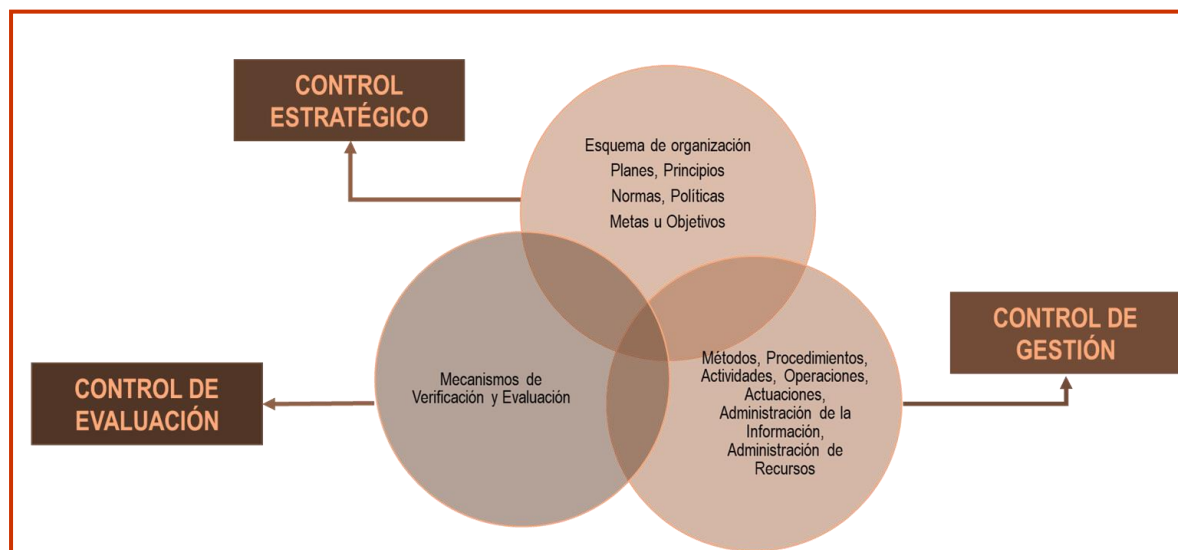 CONTROL
ESTRATÉGICO
Esquema de organización
Planes, Principios
Normas, Políticas
Metas u Objetivos
CONTROL DE
GESTIÓN
Métodos, Procedimientos,
Actividades, Operaciones,
Actuaciones,
Administración de la
Información,
Administración de
Recursos
Mecanismos de
Verificación y Evaluación
CONTROL DE
EVALUACIÓN